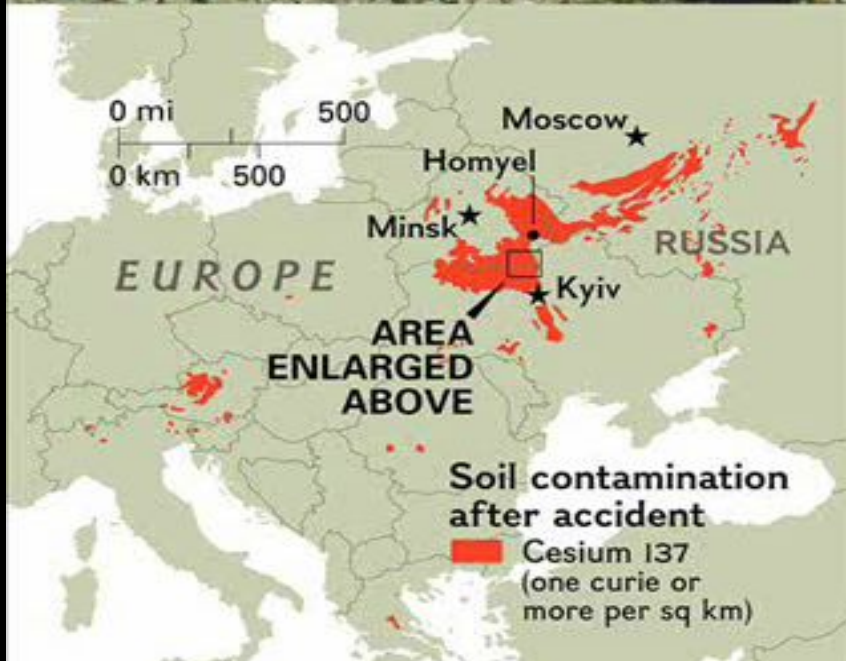 0 mi 500
0 km 500
Moscow
Homyel
Minsk
RUSSIA
EUROPE
Kyiv
AREA
ENLARGED
ABOVE
Soil contamination
after accident
Cesium 137
(one curie or
more per sq km)